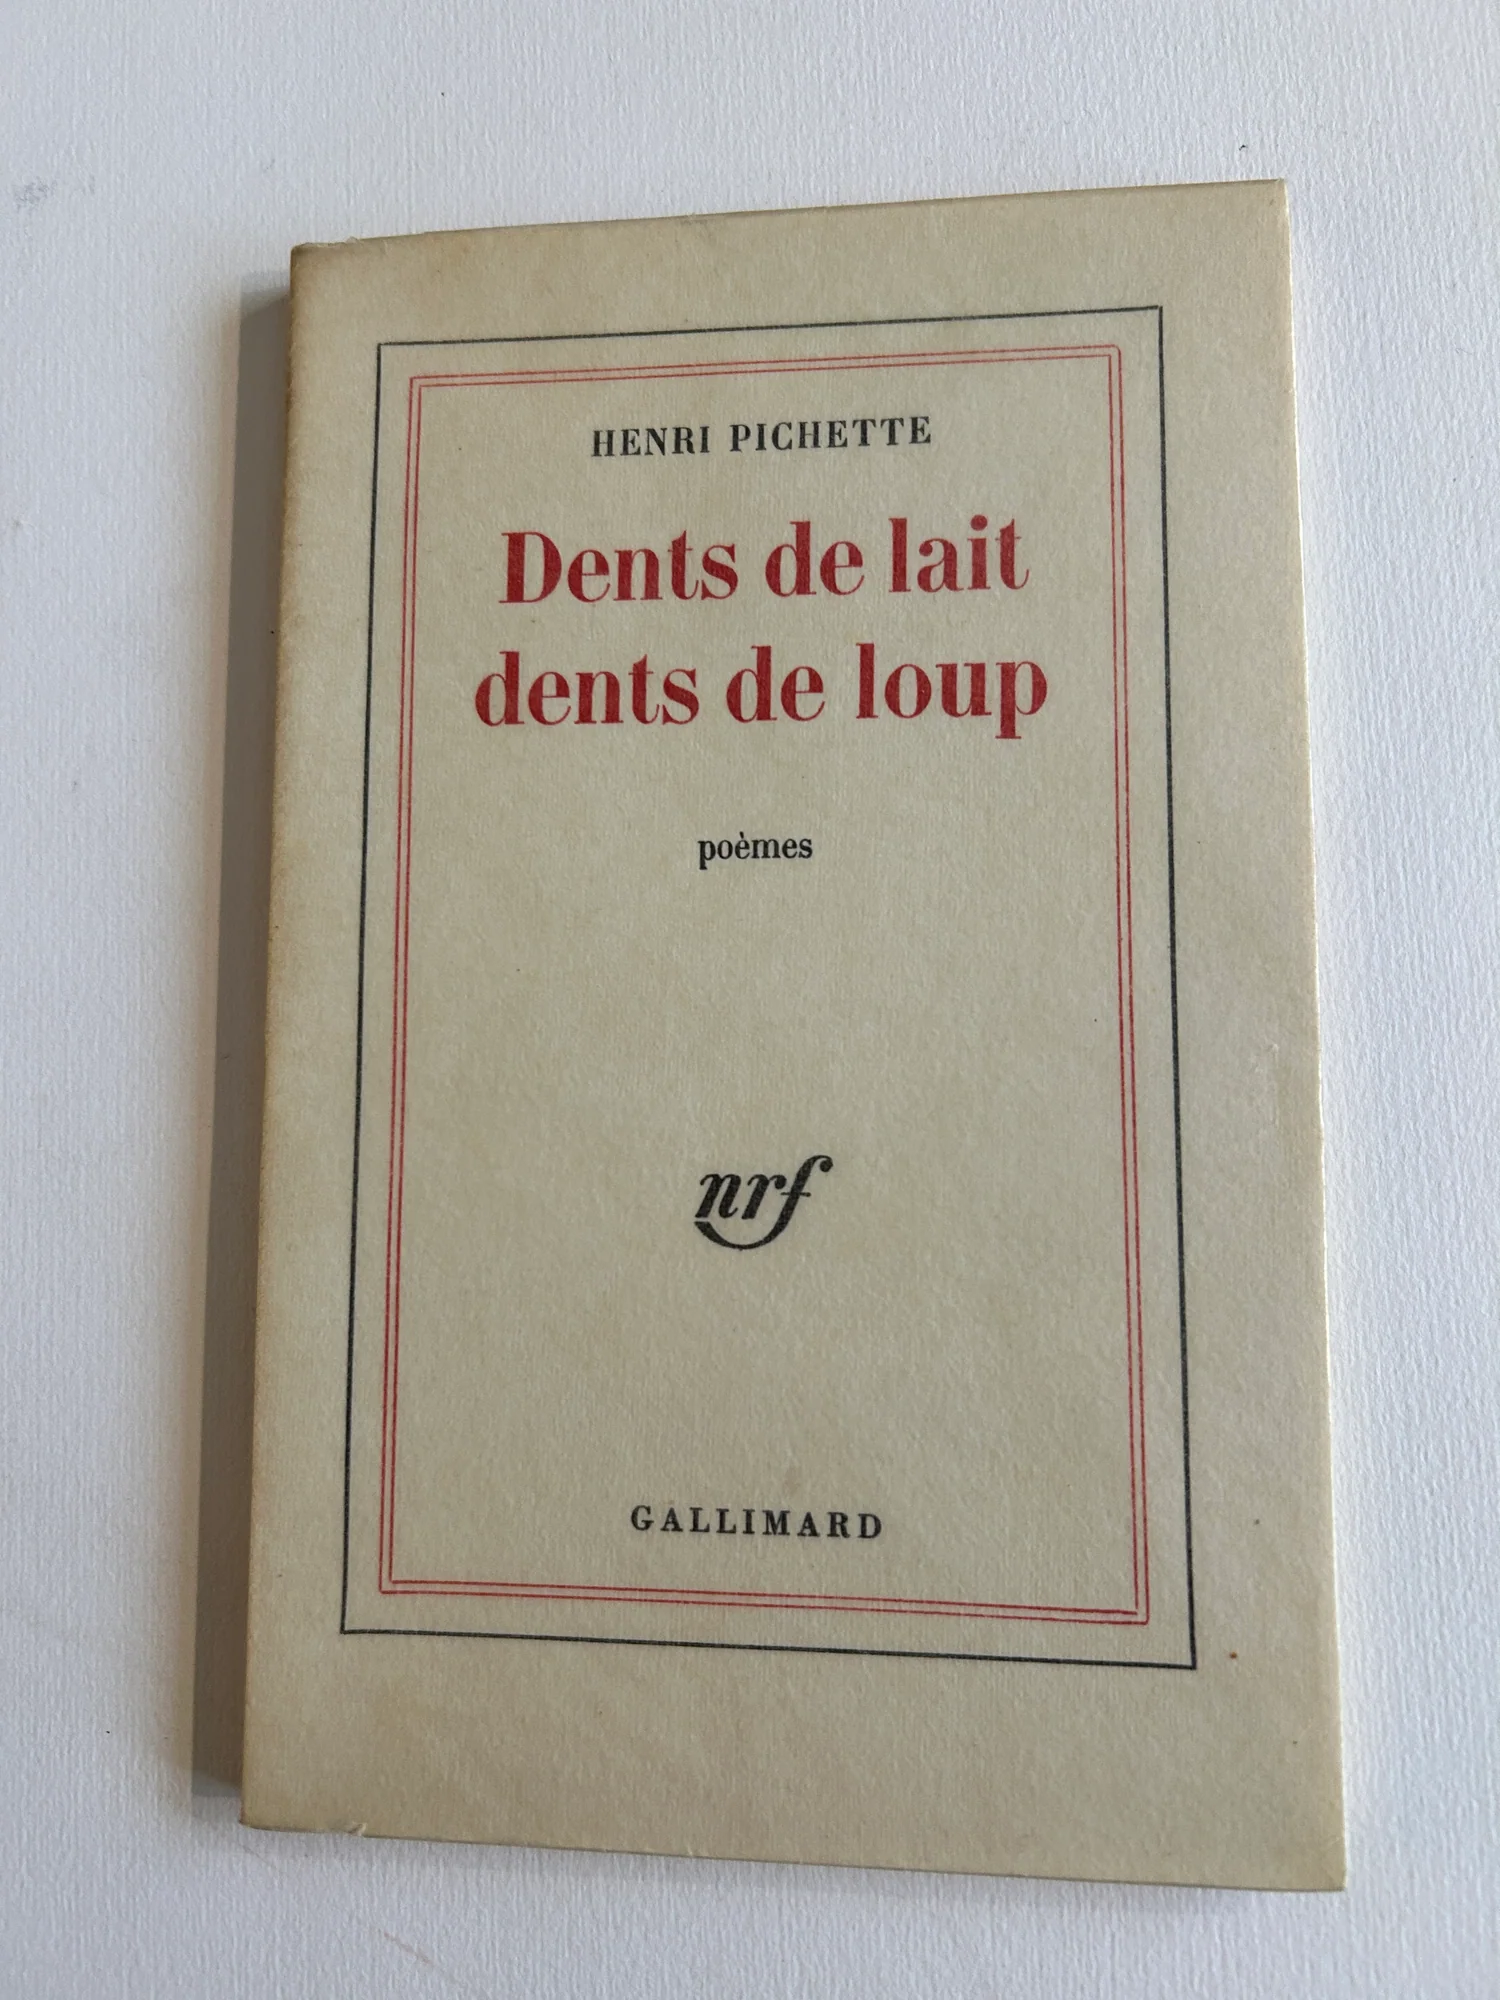 HENRI PICHETTE
Dents de lait
dents de loup
poèmes
nrf
GALLIMARD